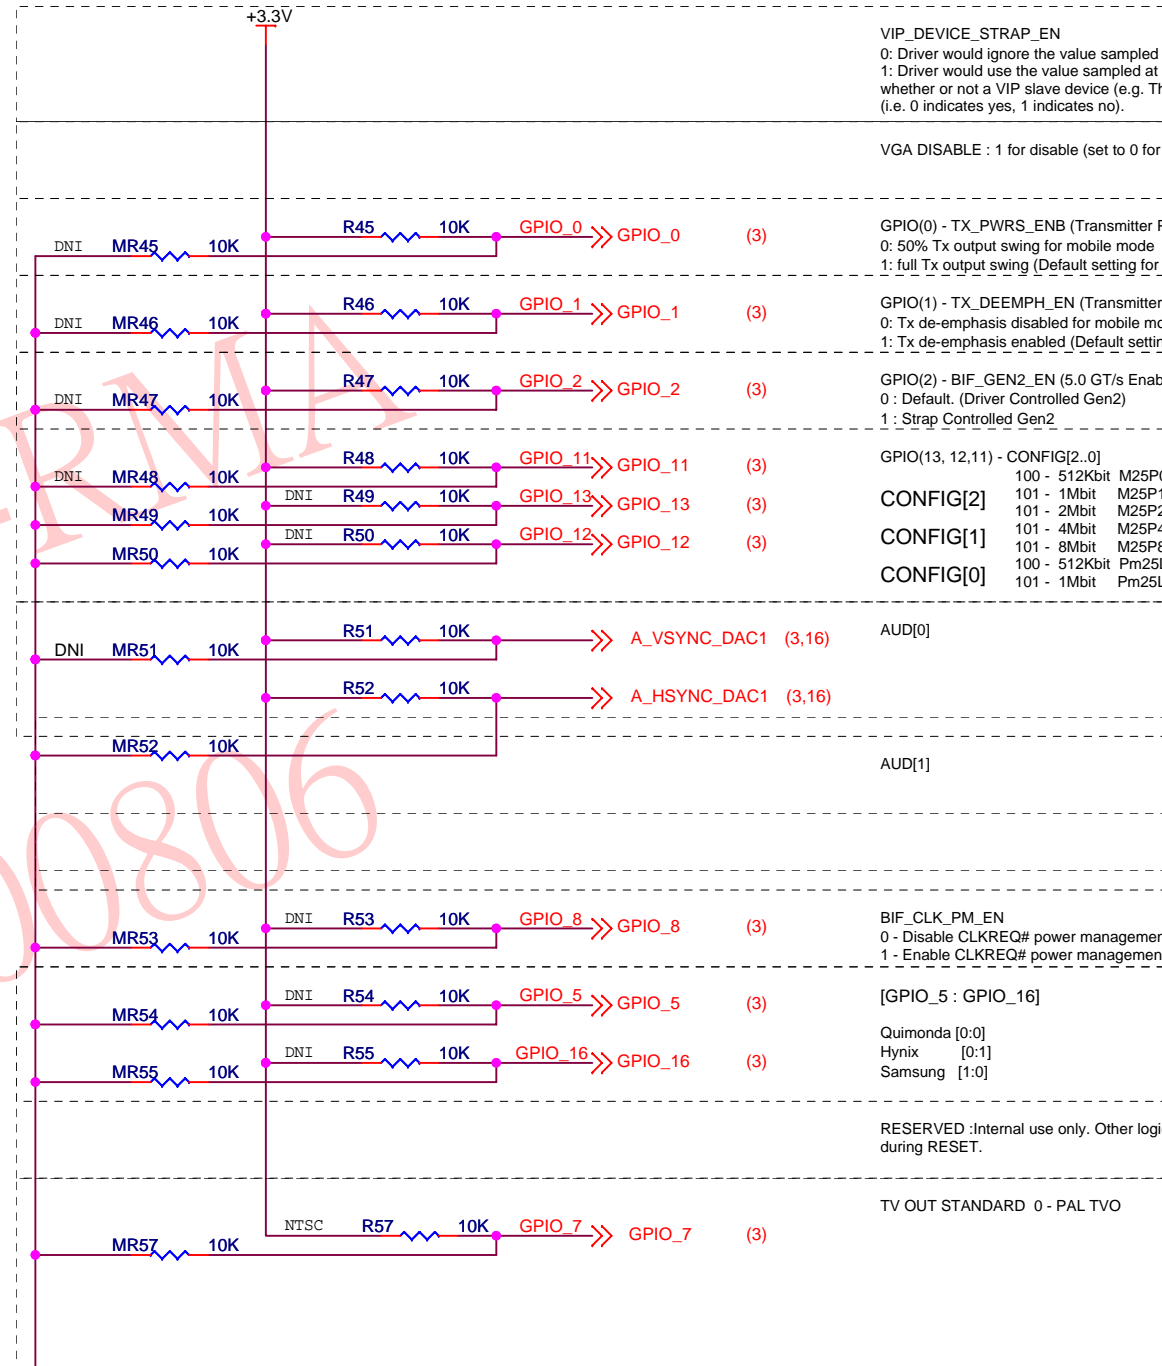 +3.3V
VIP_DEVICE_STRAP_EN
0: Driver would ignore the value sampled
1: Driver would use the value sampled at
whether or not a VIP slave device (e.g. Th
(i.e. 0 indicates yes, 1 indicates no).
VGA DISABLE : 1 for disable (set to 0 for
DNI MR45 10K R45 10K GPIO_0 GPIO_0 (3)
GPIO(0) - TX_PWRS_ENB (Transmitter P
0: 50% Tx output swing for mobile mode
1: full Tx output swing (Default setting for
DNI MR46 10K R46 10K GPIO_1 GPIO_1 (3)
GPIO(1) - TX_DEEMPH_EN (Transmitter
0: Tx de-emphasis disabled for mobile mo
1: Tx de-emphasis enabled (Default settin
DNI MR47 10K R47 10K GPIO_2 GPIO_2 (3)
GPIO(2) - BIF_GEN2_EN (5.0 GT/s Enab
0 : Default. (Driver Controlled Gen2)
1 : Strap Controlled Gen2
DNI MR48 10K R48 10K GPIO_11 GPIO_11 (3)
MR49 10K DNI R49 10K GPIO_13 GPIO_13 (3)
MR50 10K DNI R50 10K GPIO_12 GPIO_12 (3)
GPIO(13, 12,11) - CONFIG[2..0]
100 - 512Kbit M25P0
CONFIG[2] 101 - 1Mbit M25P1
101 - 2Mbit M25P2
CONFIG[1] 101 - 4Mbit M25P4
101 - 8Mbit M25P8
CONFIG[0] 100 - 512Kbit Pm25L
101 - 1Mbit Pm25L
DNI MR51 10K R51 10K A_VSYNC_DAC1 (3,16)
AUD[0]
R52 10K A_HSYNC_DAC1 (3,16)
MR52 10K
AUD[1]
MR53 10K DNI R53 10K GPIO_8 GPIO_8 (3)
BIF_CLK_PM_EN
0 - Disable CLKREQ# power managemen
1 - Enable CLKREQ# power managemen
MR54 10K DNI R54 10K GPIO_5 GPIO_5 (3)
MR55 10K DNI R55 10K GPIO_16 GPIO_16 (3)
[GPIO_5 : GPIO_16]
Quimonda [0:0]
Hynix [0:1]
Samsung [1:0]
RESERVED :Internal use only. Other logi
during RESET.
MR57 10K NTSC R57 10K GPIO_7 GPIO_7 (3)
TV OUT STANDARD 0 - PAL TVO
-RMA
00806